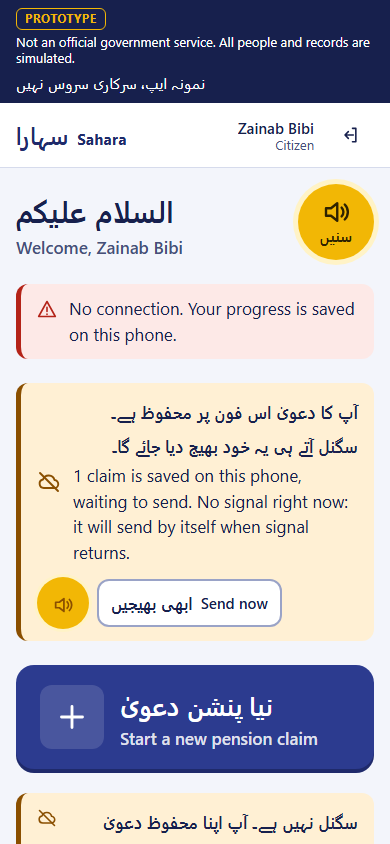 PROTOTYPE
Not an official government service. All people and records are
simulated.
نمونہ ایپ، سرکاری سروس نہیں
سہارا Sahara
Zainab Bibi
Citizen
السلام علیکم
Welcome, Zainab Bibi
سنیں
No connection. Your progress is saved
on this phone.
آپ کا دعویٰ اس فون پر محفوظ ہے۔
سگنل آتے ہی یہ خود بھیج دیا جائے گا۔
1 claim is saved on this phone,
waiting to send. No signal right now:
it will send by itself when signal
returns.
ابھی بھیجیں Send now
نیا پنشن دعویٰ
Start a new pension claim
سگنل نہیں ہے۔ آپ اپنا محفوظ دعویٰ